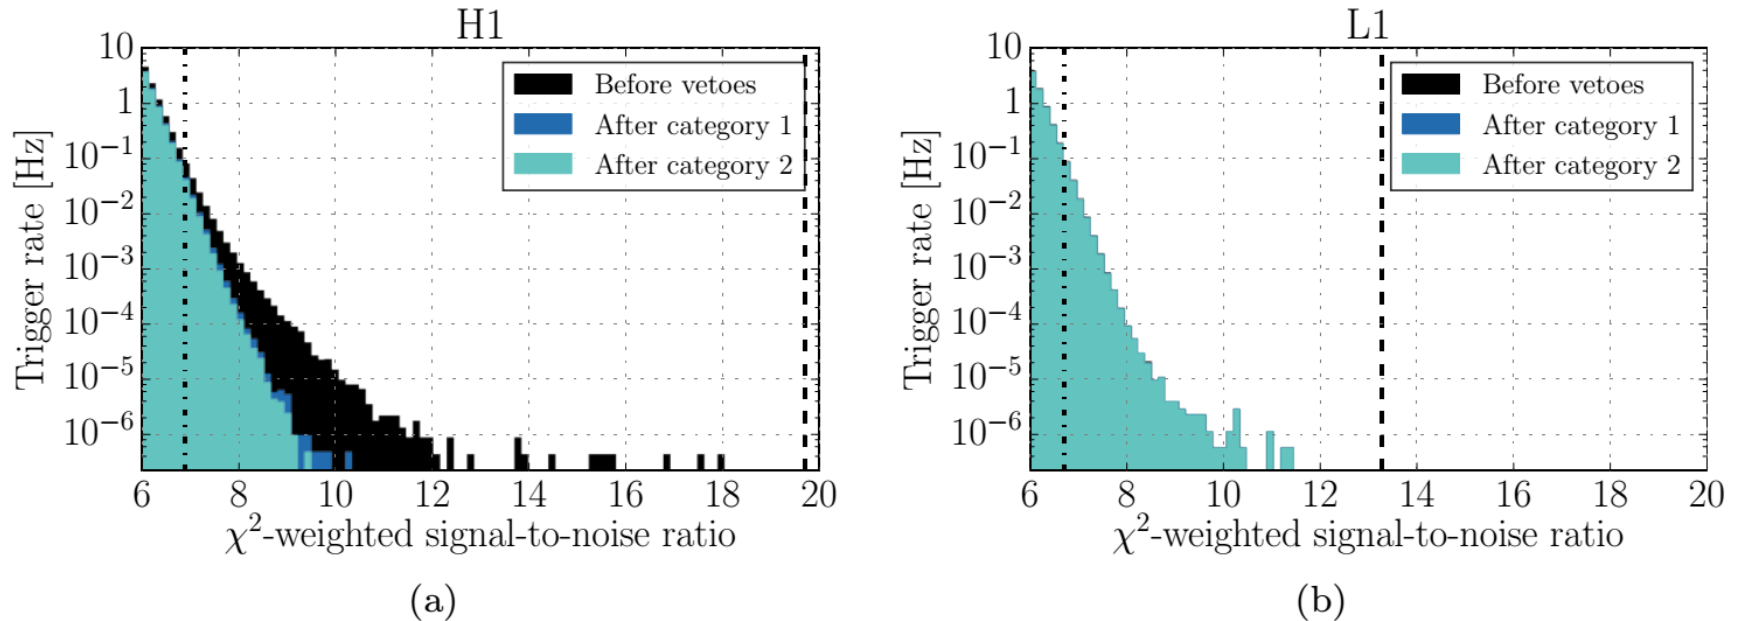 H1
10
1
10⁻¹
10⁻²
10⁻³
10⁻⁴
10⁻⁵
10⁻⁶
Trigger rate [Hz]
Before vetoes
After category 1
After category 2
6 8 10 12 14 16 18 20
χ²-weighted signal-to-noise ratio
(a)
L1
10
1
10⁻¹
10⁻²
10⁻³
10⁻⁴
10⁻⁵
10⁻⁶
Trigger rate [Hz]
Before vetoes
After category 1
After category 2
6 8 10 12 14 16 18 20
χ²-weighted signal-to-noise ratio
(b)